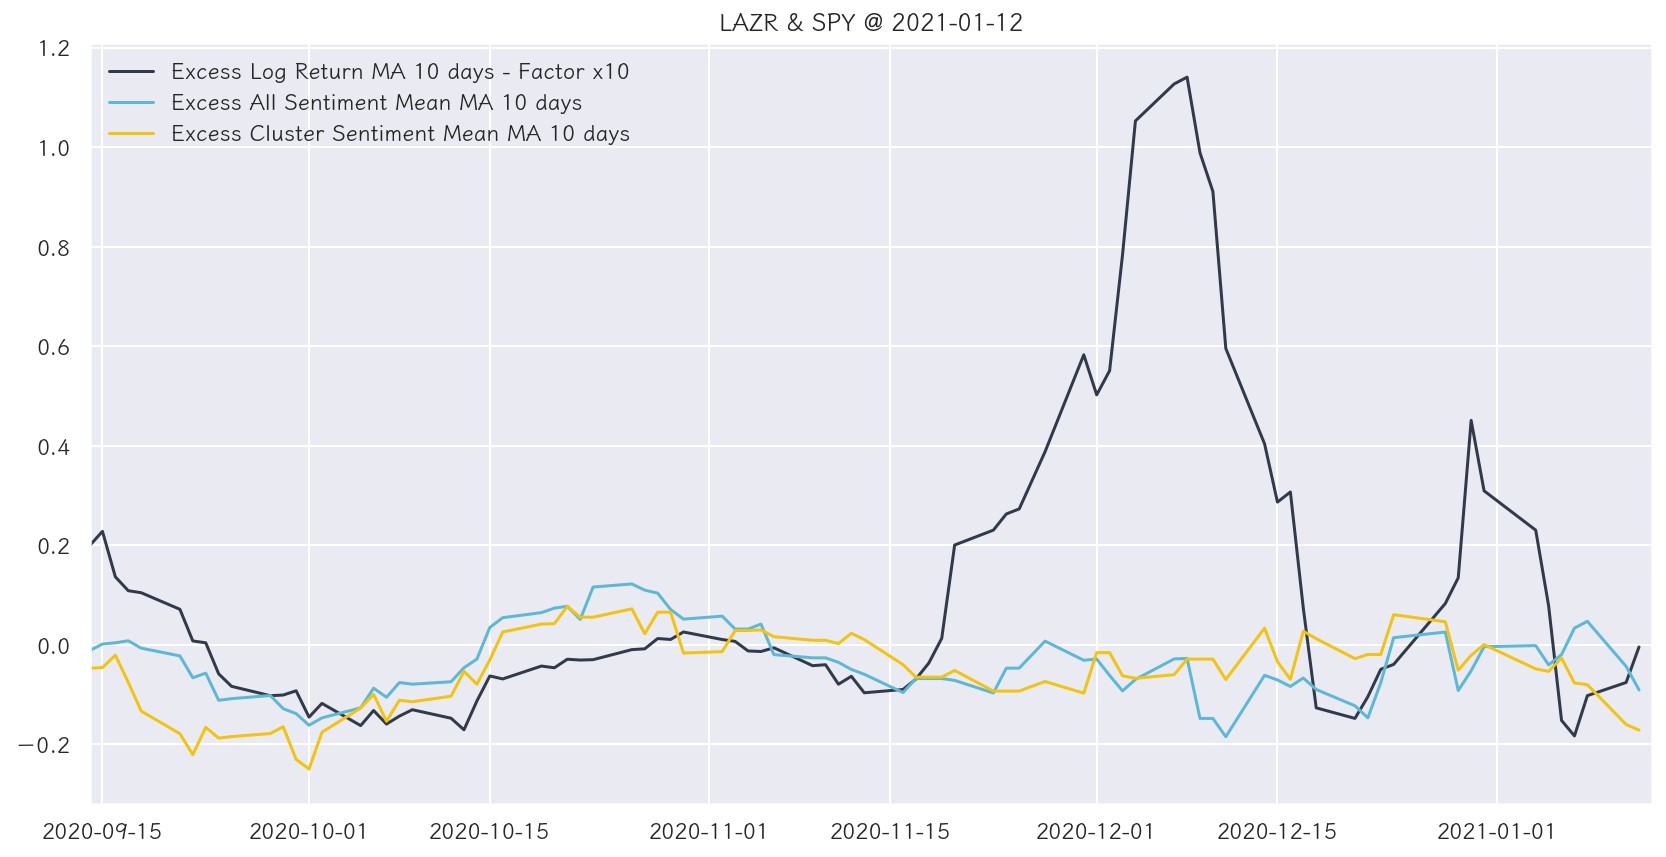 LAZR & SPY @ 2021-01-12
Excess Log Return MA 10 days - Factor x10
Excess All Sentiment Mean MA 10 days
Excess Cluster Sentiment Mean MA 10 days
1.2
1.0
0.8
0.6
0.4
0.2
0.0
−0.2
2020-09-15 2020-10-01 2020-10-15 2020-11-01 2020-11-15 2020-12-01 2020-12-15 2021-01-01